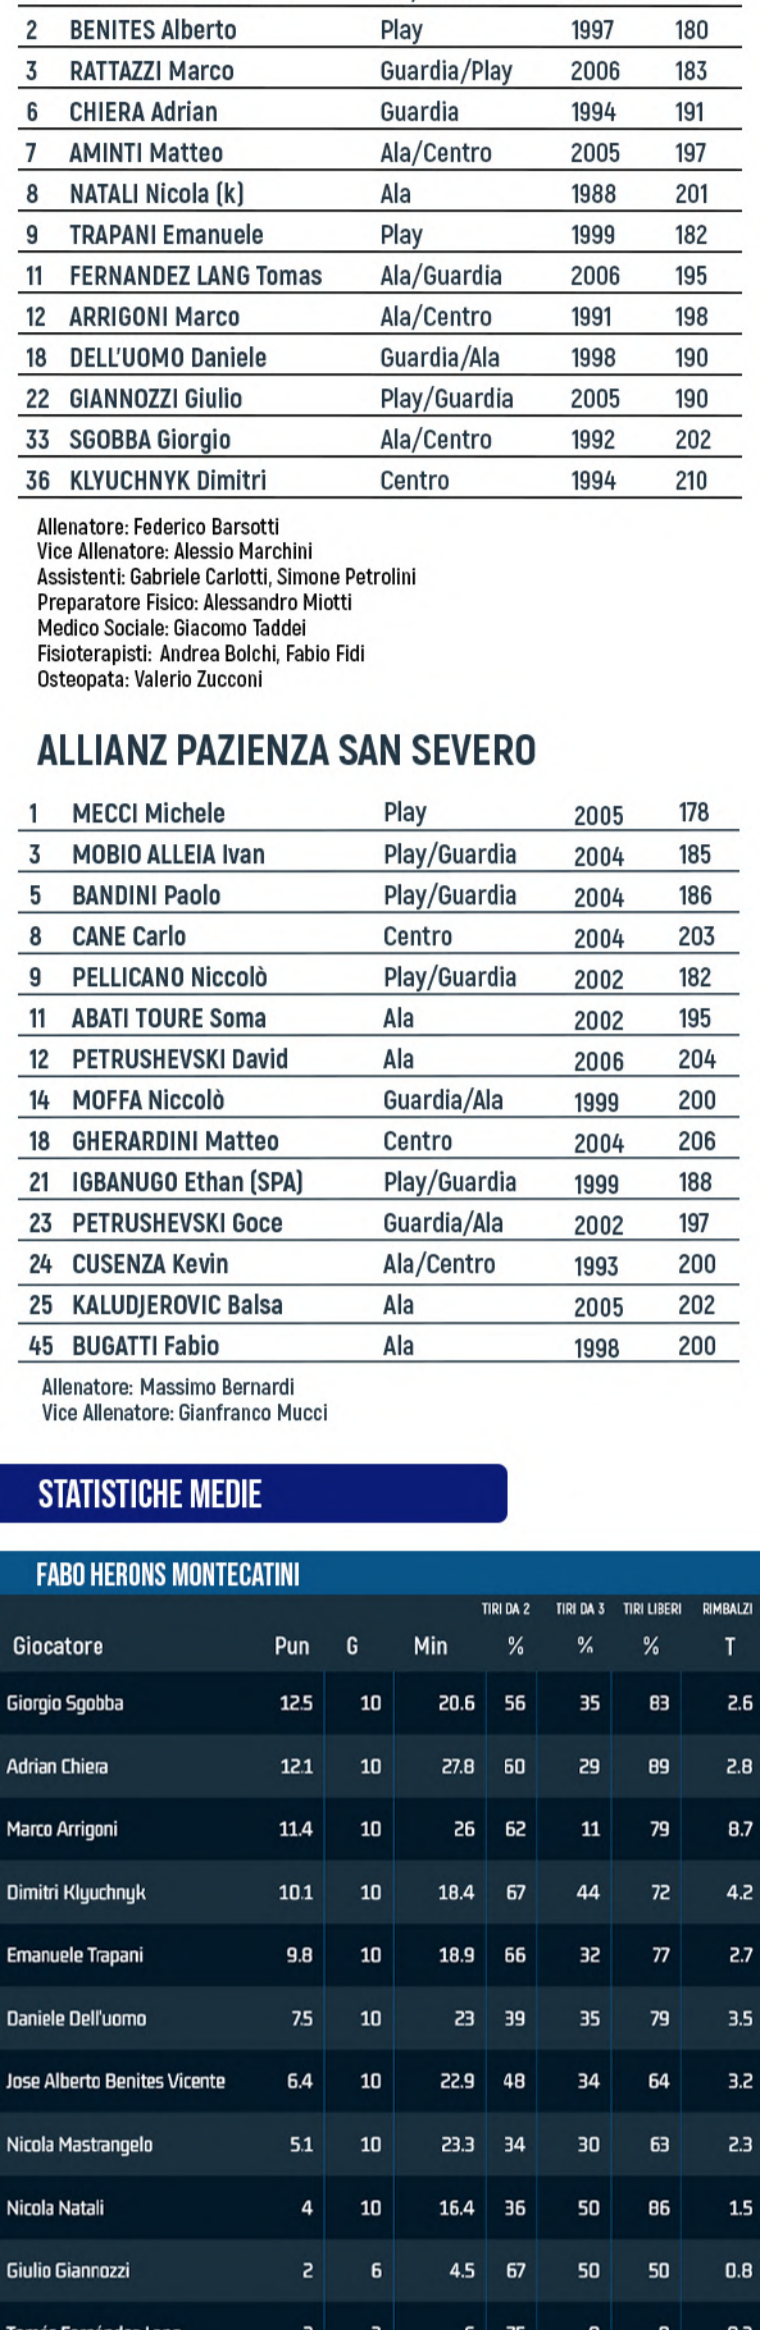 2 BENITES Alberto Play 1997 180
3 RATTAZZI Marco Guardia/Play 2006 183
6 CHIERA Adrian Guardia 1994 191
7 AMINTI Matteo Ala/Centro 2005 197
8 NATALI Nicola (k) Ala 1988 201
9 TRAPANI Emanuele Play 1999 182
11 FERNANDEZ LANG Tomas Ala/Guardia 2006 195
12 ARRIGONI Marco Ala/Centro 1991 198
18 DELL'UOMO Daniele Guardia/Ala 1998 190
22 GIANNOZZI Giulio Play/Guardia 2005 190
33 SGOBBA Giorgio Ala/Centro 1992 202
36 KLYUCHNYK Dimitri Centro 1994 210
Allenatore: Federico Barsotti
Vice Allenatore: Alessio Marchini
Assistenti: Gabriele Carlotti, Simone Petrolini
Preparatore Fisico: Alessandro Miotti
Medico Sociale: Giacomo Taddei
Fisioterapisti: Andrea Bolchi, Fabio Fidi
Osteopata: Valerio Zucconi
ALLIANZ PAZIENZA SAN SEVERO
1 MECCI Michele Play 2005 178
3 MOBIO ALLEIA Ivan Play/Guardia 2004 185
5 BANDINI Paolo Play/Guardia 2004 186
8 CANE Carlo Centro 2004 203
9 PELLICANO Niccolò Play/Guardia 2002 182
11 ABATI TOURE Soma Ala 2002 195
12 PETRUSHEVSKI David Ala 2006 204
14 MOFFA Niccolò Guardia/Ala 1999 200
18 GHERARDINI Matteo Centro 2004 206
21 IGBANUGO Ethan (SPA) Play/Guardia 1999 188
23 PETRUSHEVSKI Goce Guardia/Ala 2002 197
24 CUSENZA Kevin Ala/Centro 1993 200
25 KALUDJEROVIC Balsa Ala 2005 202
45 BUGATTI Fabio Ala 1998 200
Allenatore: Massimo Bernardi
Vice Allenatore: Gianfranco Mucci
STATISTICHE MEDIE
FABO HERONS MONTECATINI
TIRI DA 2 TIRI DA 3 TIRI LIBERI RIMBALZI
Giocatore Pun G Min % % % T
Giorgio Sgobba 12.5 10 20.6 56 35 83 2.6
Adrian Chiera 12.1 10 27.8 60 29 89 2.8
Marco Arrigoni 11.4 10 26 62 11 79 8.7
Dimitri Klyuchnyk 10.1 10 18.4 67 44 72 4.2
Emanuele Trapani 9.8 10 18.9 66 32 77 2.7
Daniele Dell'uomo 7.5 10 23 39 35 79 3.5
Jose Alberto Benites Vicente 6.4 10 22.9 48 34 64 3.2
Nicola Mastrangelo 5.1 10 23.3 34 30 63 2.3
Nicola Natali 4 10 16.4 36 50 86 1.5
Giulio Giannozzi 2 6 4.5 67 50 50 0.8